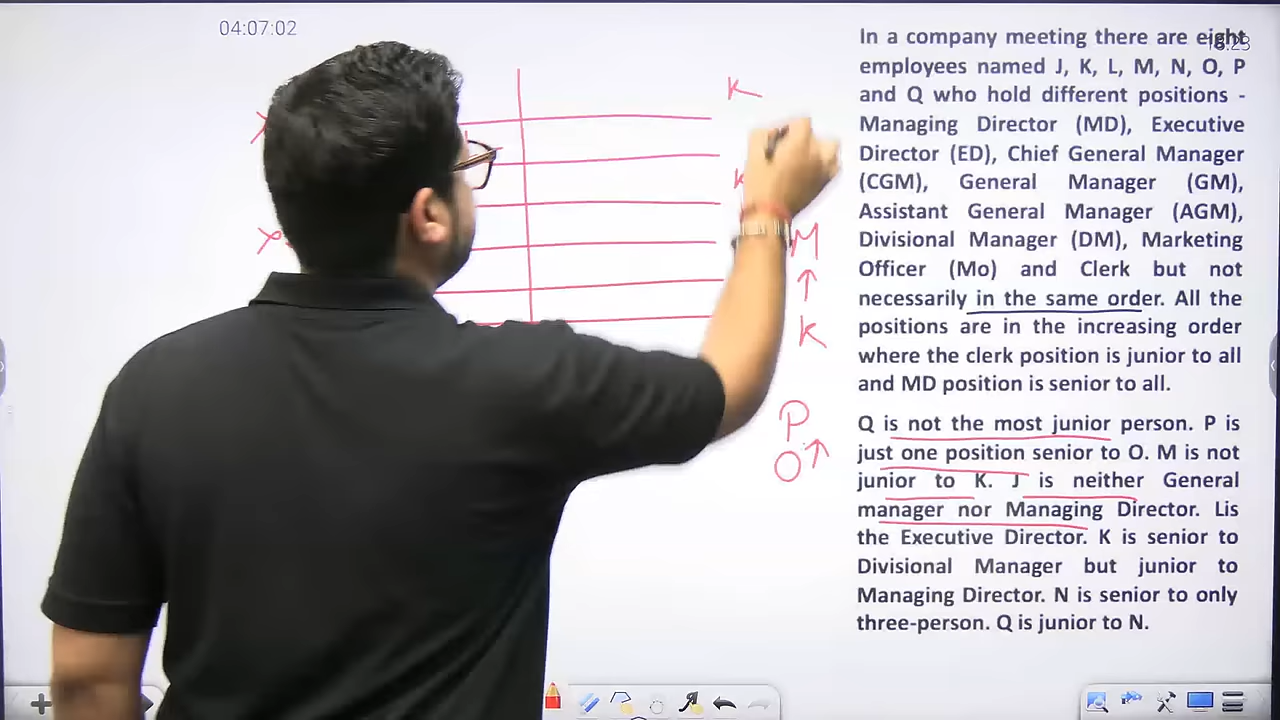 04:07:02
In a company meeting there are eight
employees named J, K, L, M, N, O, P
and Q who hold different positions -
Managing Director (MD), Executive
Director (ED), Chief General Manager
(CGM), General Manager (GM),
Assistant General Manager (AGM),
Divisional Manager (DM), Marketing
Officer (Mo) and Clerk but not
necessarily in the same order. All the
positions are in the increasing order
where the clerk position is junior to all
and MD position is senior to all.
Q is not the most junior person. P is
just one position senior to O. M is not
junior to K. J is neither General
manager nor Managing Director. Lis
the Executive Director. K is senior to
Divisional Manager but junior to
Managing Director. N is senior to only
three-person. Q is junior to N.
K
K
M
↑
K
P
O↑